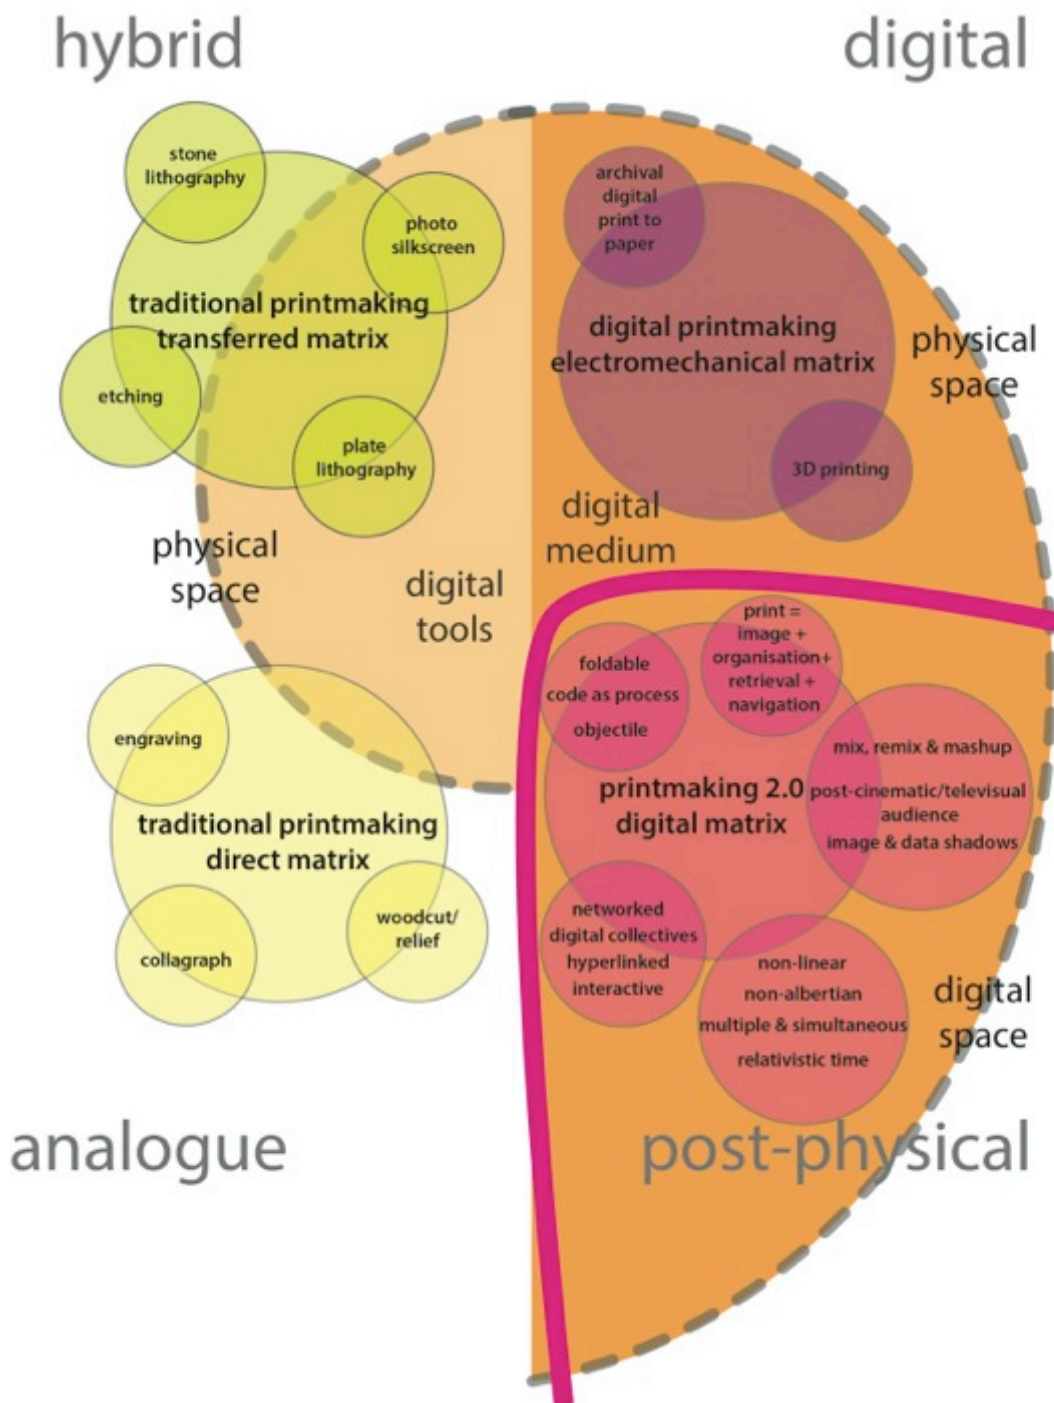 hybrid
digital
stone
lithography
photo
silkscreen
traditional printmaking
transferred matrix
etching
plate
lithography
archival
digital
print to
paper
digital printmaking
electromechanical matrix
physical
space
3D printing
digital
medium
physical
space
digital
tools
engraving
traditional printmaking
direct matrix
collagraph
woodcut/
relief
foldable
code as process
objectile
print =
image +
organisation+
retrieval +
navigation
printmaking 2.0
digital matrix
mix, remix & mashup
post-cinematic/televisual
audience
image & data shadows
networked
digital collectives
hyperlinked
interactive
non-linear
non-albertian
multiple & simultaneous
relativistic time
digital
space
analogue
post-physical